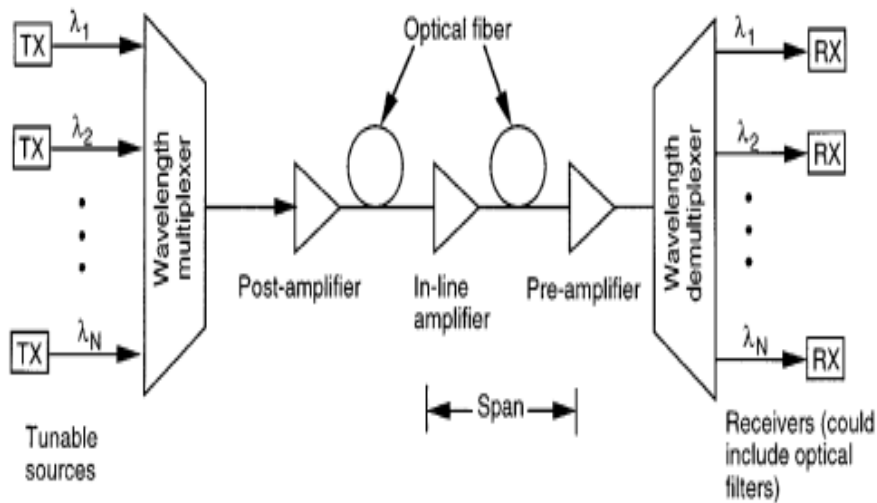 TX
λ1
TX
λ2
TX
λN
Tunable
sources
Wavelength
multiplexer
Optical fiber
Post-amplifier
In-line
amplifier
Pre-amplifier
Span
Wavelength
demultiplexer
λ1
RX
λ2
RX
λN
RX
Receivers (could
include optical
filters)